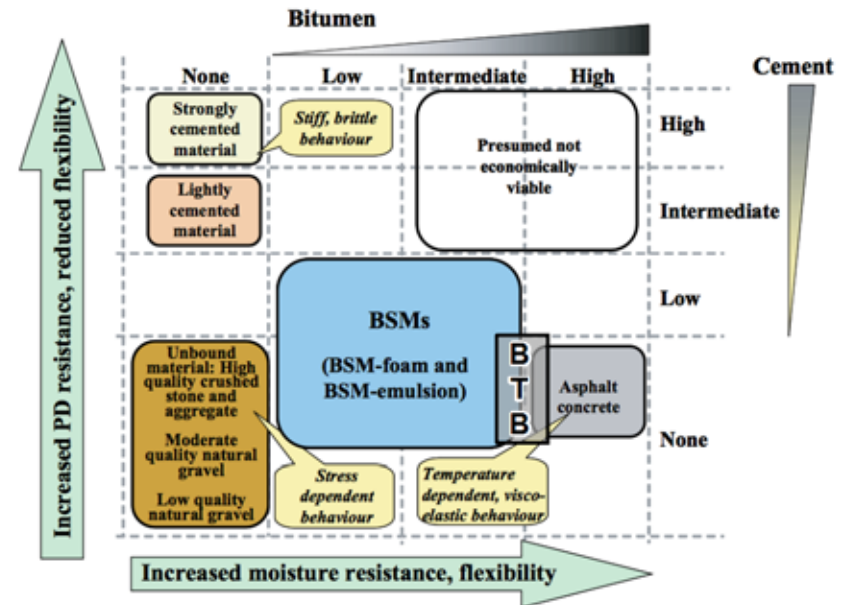 Bitumen
None
Low
Intermediate
High
Cement
Strongly
cemented
material
Stiff, brittle
behaviour
Presumed not
economically
viable
High
Lightly
cemented
material
Intermediate
BSMs
(BSM-foam and
BSM-emulsion)
Low
Unbound
material: High
quality crushed
stone and
aggregate
Moderate
quality natural
gravel
Low quality
natural gravel
B
T
B
Asphalt
concrete
None
Stress
dependent
behaviour
Temperature
dependent, visco-
elastic behaviour
Increased PD resistance, reduced flexibility
Increased moisture resistance, flexibility